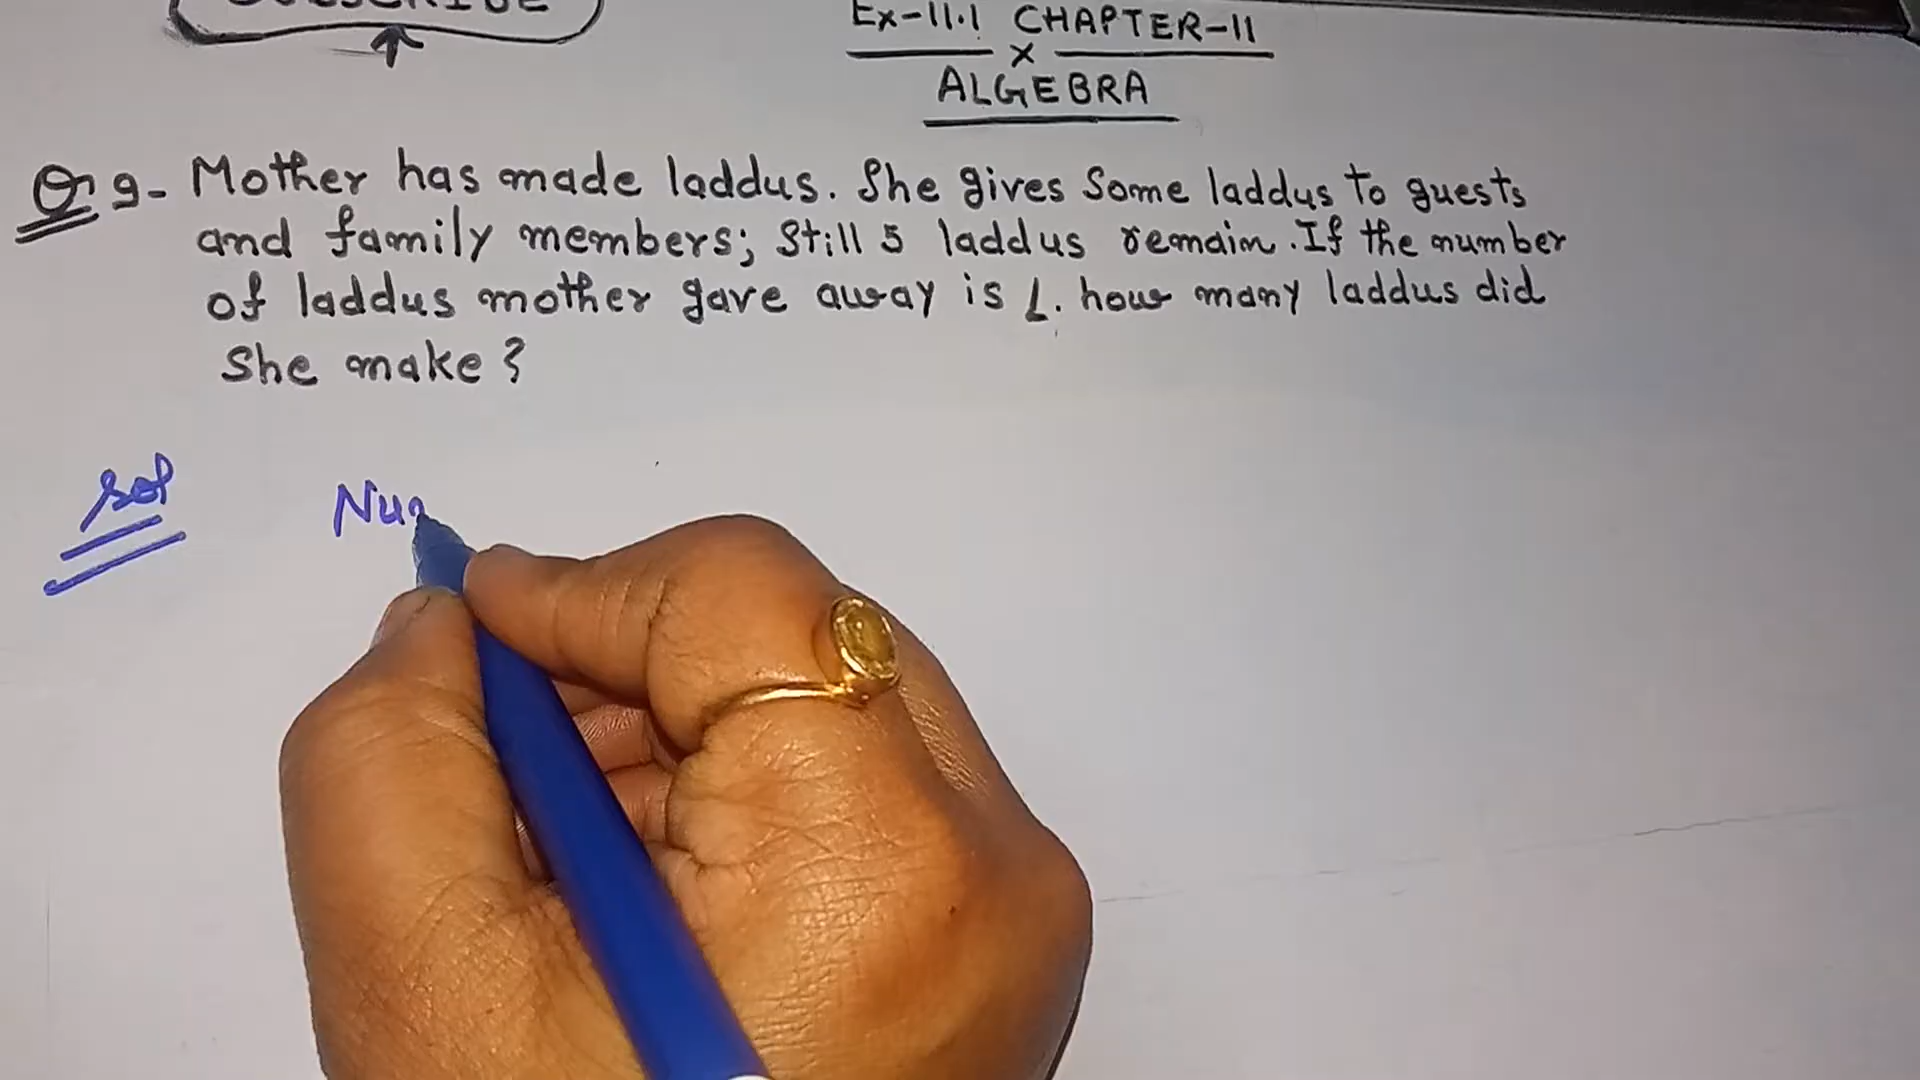 Ex-11.1 CHAPTER-11
x
ALGEBRA
Q. 9- Mother has made laddus. She gives Some laddus to guests
and family members; Still 5 laddus remain. If the number
of laddus mother gave away is L. how many laddus did
She make?
Sol